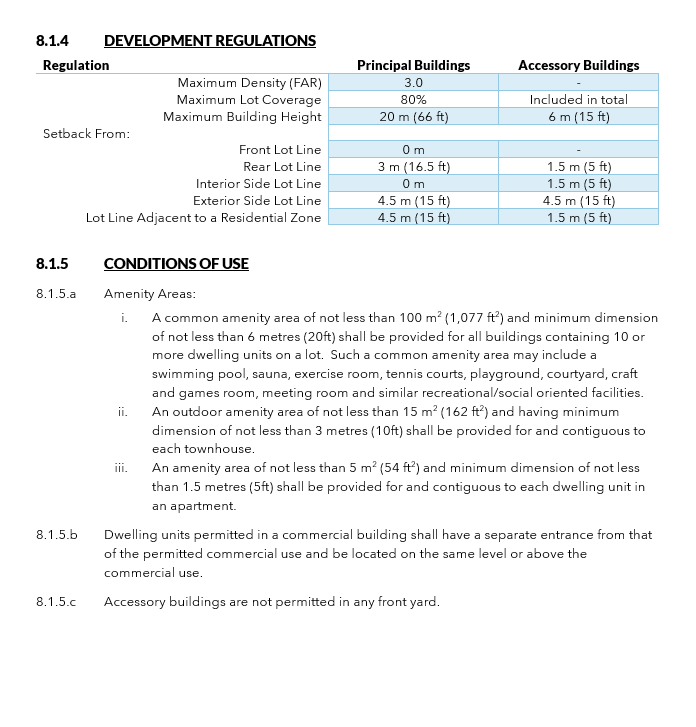 8.1.4 DEVELOPMENT REGULATIONS
Regulation Principal Buildings Accessory Buildings
Maximum Density (FAR) 3.0 -
Maximum Lot Coverage 80% Included in total
Maximum Building Height 20 m (66 ft) 6 m (15 ft)
Setback From:
Front Lot Line 0 m -
Rear Lot Line 3 m (16.5 ft) 1.5 m (5 ft)
Interior Side Lot Line 0 m 1.5 m (5 ft)
Exterior Side Lot Line 4.5 m (15 ft) 4.5 m (15 ft)
Lot Line Adjacent to a Residential Zone 4.5 m (15 ft) 1.5 m (5 ft)
8.1.5 CONDITIONS OF USE
8.1.5.a Amenity Areas:
i. A common amenity area of not less than 100 m² (1,077 ft²) and minimum dimension
of not less than 6 metres (20ft) shall be provided for all buildings containing 10 or
more dwelling units on a lot. Such a common amenity area may include a
swimming pool, sauna, exercise room, tennis courts, playground, courtyard, craft
and games room, meeting room and similar recreational/social oriented facilities.
ii. An outdoor amenity area of not less than 15 m² (162 ft²) and having minimum
dimension of not less than 3 metres (10ft) shall be provided for and contiguous to
each townhouse.
iii. An amenity area of not less than 5 m² (54 ft²) and minimum dimension of not less
than 1.5 metres (5ft) shall be provided for and contiguous to each dwelling unit in
an apartment.
8.1.5.b Dwelling units permitted in a commercial building shall have a separate entrance from that
of the permitted commercial use and be located on the same level or above the
commercial use.
8.1.5.c Accessory buildings are not permitted in any front yard.